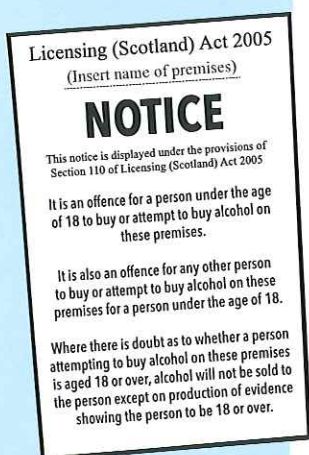 Licensing (Scotland) Act 2005
(Insert name of premises)
NOTICE
This notice is displayed under the provisions of
Section 110 of Licensing (Scotland) Act 2005
It is an offence for a person under the age
of 18 to buy or attempt to buy alcohol on
these premises.
It is also an offence for any other person
to buy or attempt to buy alcohol on these
premises for a person under the age of 18.
Where there is doubt as to whether a person
attempting to buy alcohol on these premises
is aged 18 or over, alcohol will not be sold to
the person except on production of evidence
showing the person to be 18 or over.